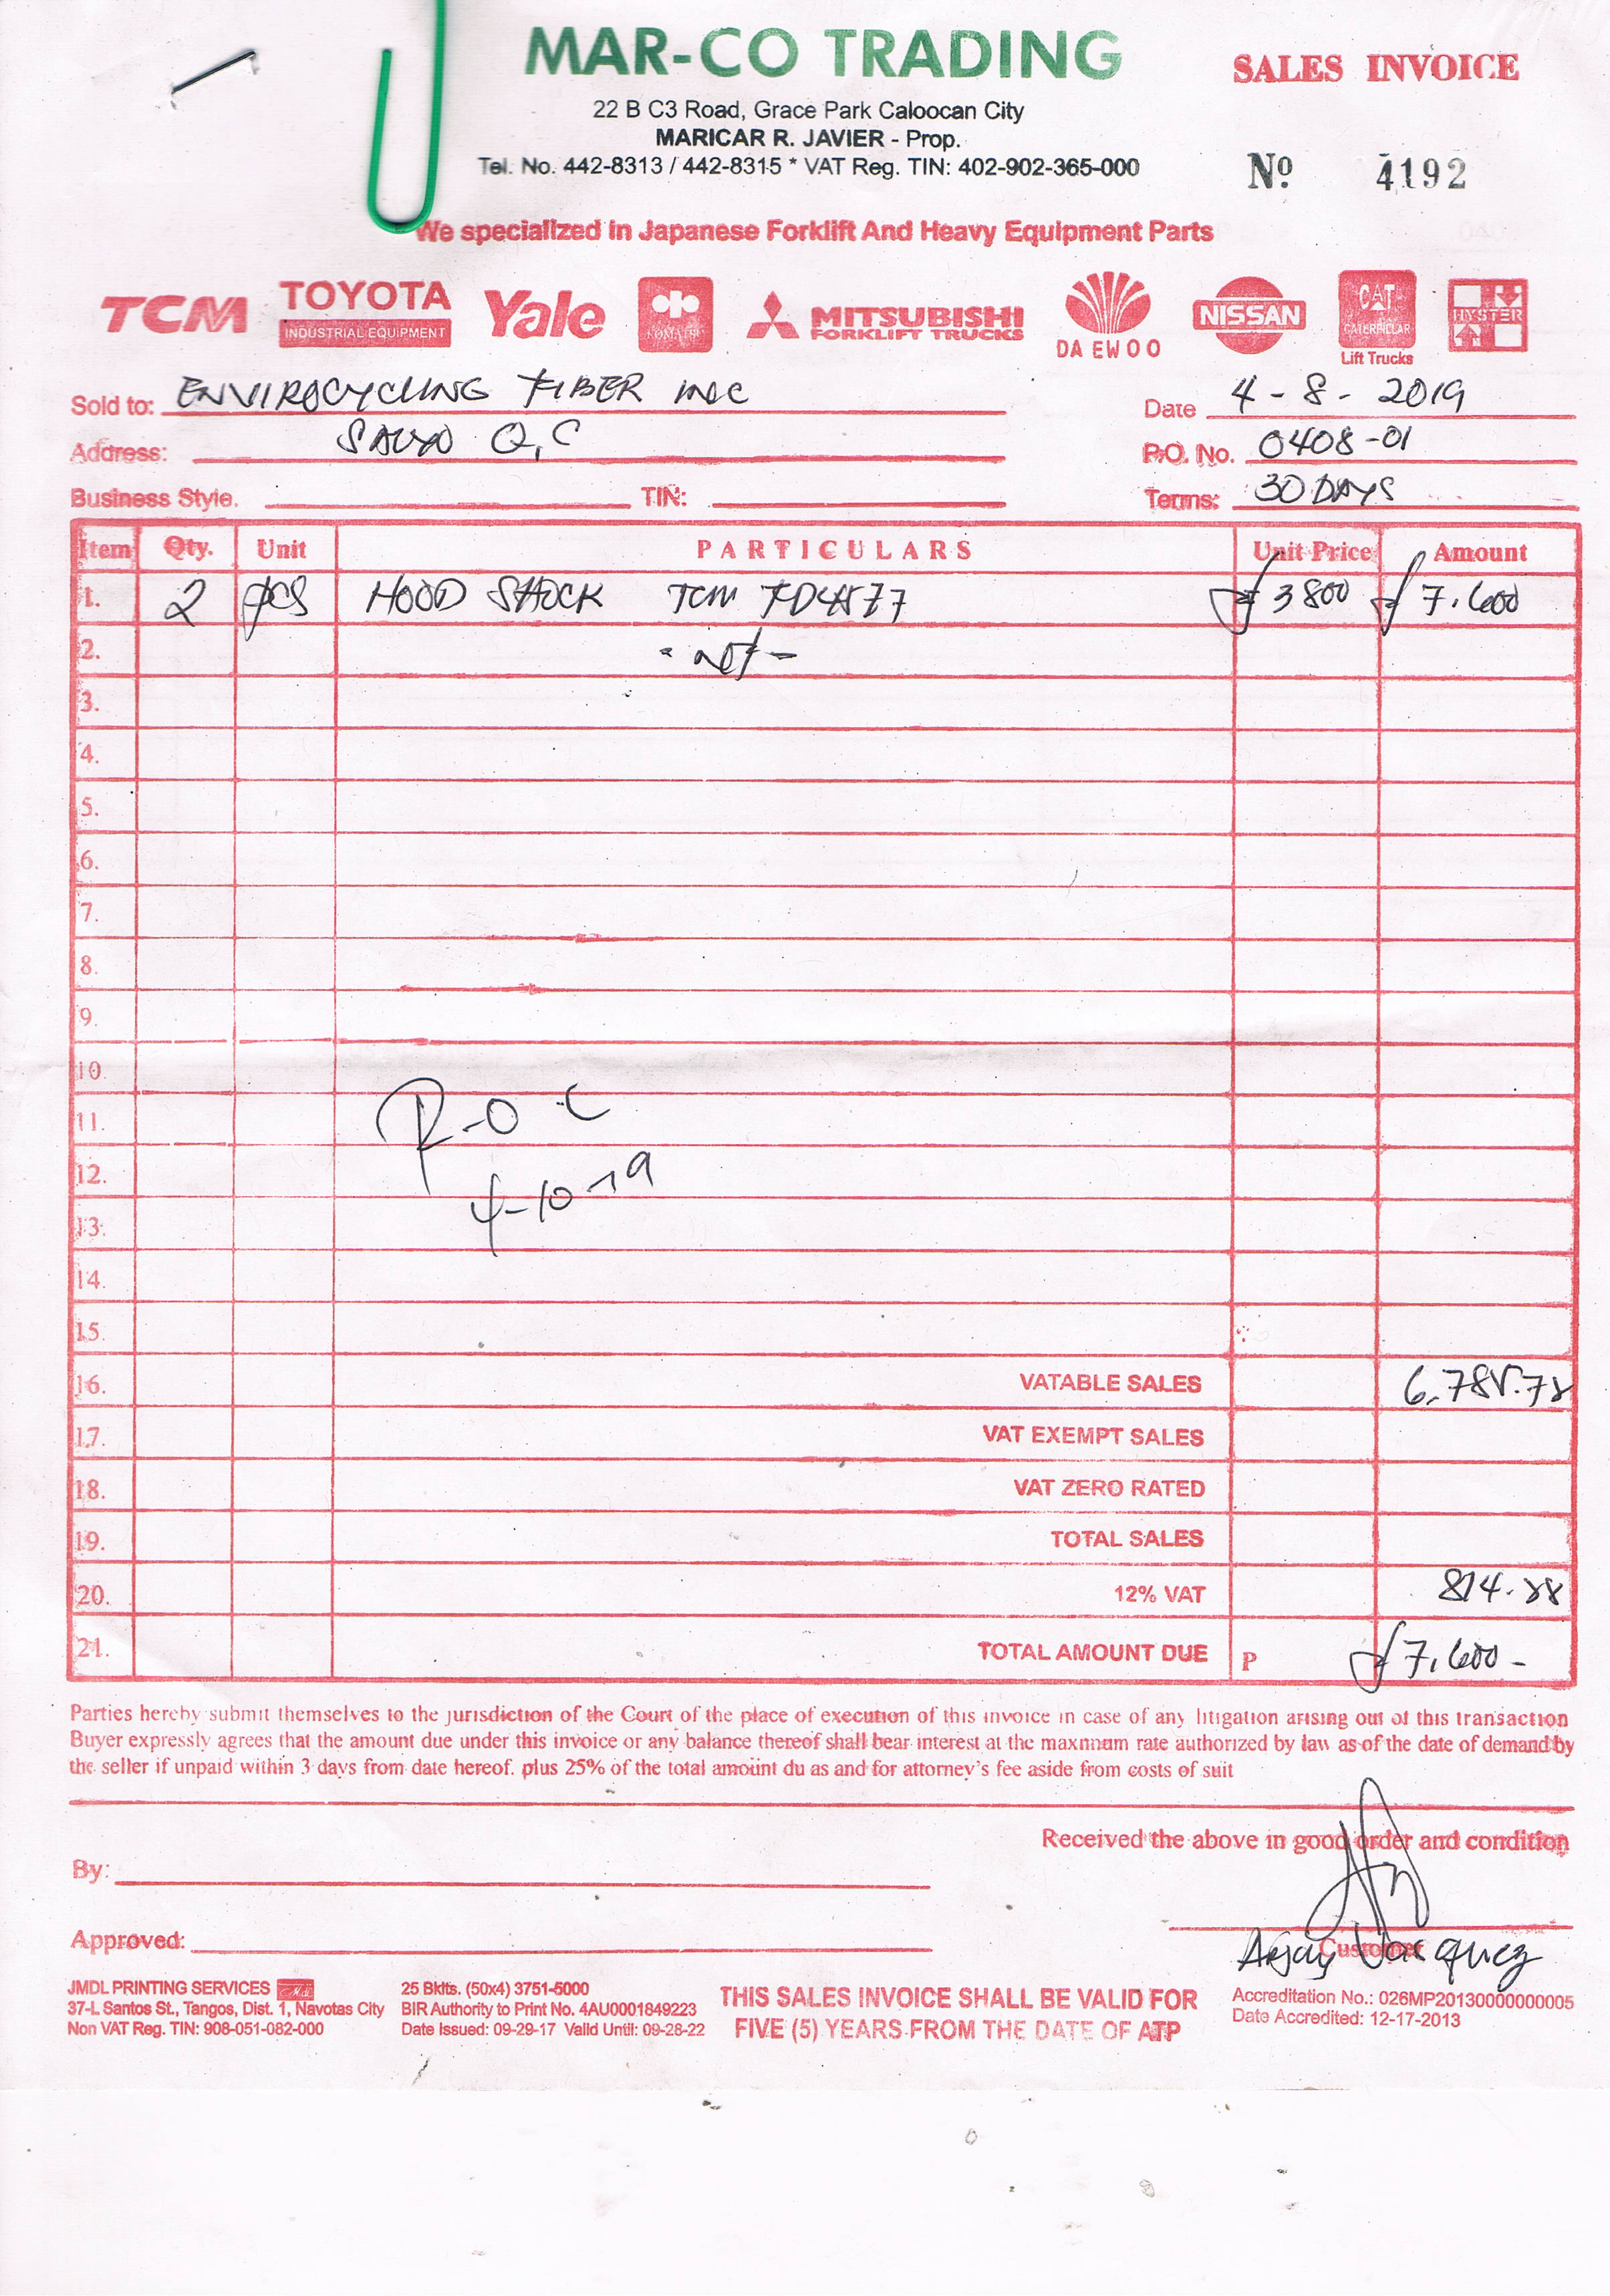 MAR-CO TRADING
SALES INVOICE
22 B C3 Road, Grace Park Caloocan City
MARICAR R. JAVIER - Prop.
Tel. No. 442-8313 / 442-8315 * VAT Reg. TIN: 402-902-365-000
Nº 4192
We specialized in Japanese Forklift And Heavy Equipment Parts
TCM TOYOTA INDUSTRIAL EQUIPMENT Yale KOMATSU MITSUBISHI FORKLIFT TRUCKS DAEWOO NISSAN CAT CATERPILLAR Lift Trucks HYSTER
Sold to: ENVIROCYCLING FIBER INC Date 4-8-2019
Address: Q,C P.O. No. 0408-01
Business Style. TIN: Terms: 30 DAYS
Item Qty. Unit PARTICULARS Unit Price Amount
1. 2 pcs HOOD SHOCK TCM 3800 7,600
2.
3.
4.
5.
6.
7.
8.
9.
10.
11. R-O-C
12. 4-10-19
13.
14.
15.
16. VATABLE SALES
17. VAT EXEMPT SALES
18. VAT ZERO RATED
19. TOTAL SALES
20. 12% VAT
21. TOTAL AMOUNT DUE P 7,600-
Parties hereby submit themselves to the jurisdiction of the Court of the place of execution of this invoice in case of any litigation arising out of this transaction
Buyer expressly agrees that the amount due under this invoice or any balance thereof shall bear interest at the maxmum rate authorized by law as of the date of demand by
the seller if unpaid within 3 days from date hereof. plus 25% of the total amount du as and for attorney's fee aside from costs of suit
Received the above in good order and condition
By:
Approved:
Customer
JMDL PRINTING SERVICES
37-L Santos St., Tangos, Dist. 1, Navotas City
Non VAT Reg. TIN: 908-051-082-000
25 Bklts. (50x4) 3751-5000
BIR Authority to Print No. 4AU0001849223
Date Issued: 09-29-17 Valid Until: 09-28-22
THIS SALES INVOICE SHALL BE VALID FOR
FIVE (5) YEARS FROM THE DATE OF ATP
Accreditation No.: 026MP20130000000005
Date Accredited: 12-17-2013